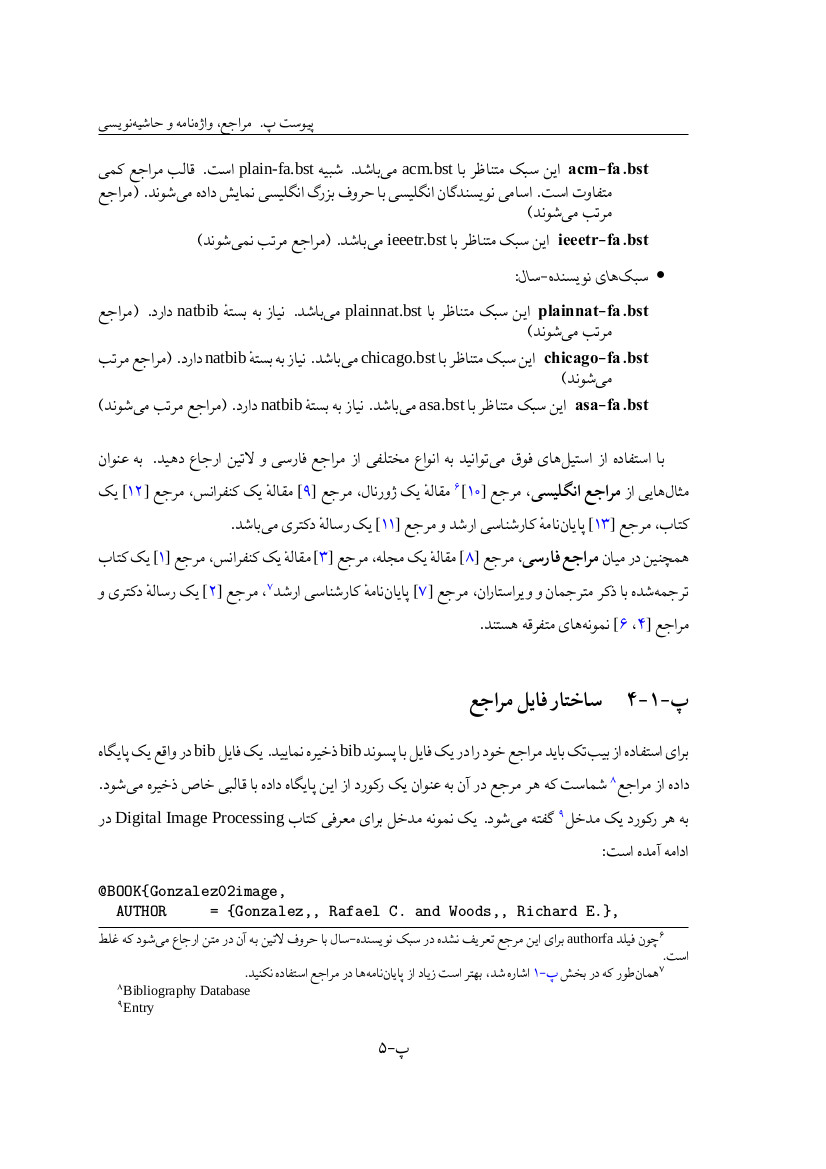 پیوست پ. مراجع، واژه‌نامه و حاشیه‌نویسی
acm-fa.bst این سبک متناظر با acm.bst می‌باشد. شبیه plain-fa.bst است. قالب مراجع کمی
متفاوت است. اسامی نویسندگان انگلیسی با حروف بزرگ انگلیسی نمایش داده می‌شوند. (مراجع
مرتب می‌شوند)
ieeetr-fa.bst این سبک متناظر با ieeetr.bst می‌باشد. (مراجع مرتب نمی‌شوند)
• سبک‌های نویسنده-سال:
plainnat-fa.bst این سبک متناظر با plainnat.bst می‌باشد. نیاز به بستهٔ natbib دارد. (مراجع
مرتب می‌شوند)
chicago-fa.bst این سبک متناظر با chicago.bst می‌باشد. نیاز به بستهٔ natbib دارد. (مراجع مرتب
می‌شوند)
asa-fa.bst این سبک متناظر با asa.bst می‌باشد. نیاز به بستهٔ natbib دارد. (مراجع مرتب می‌شوند)
با استفاده از استیل‌های فوق می‌توانید به انواع مختلفی از مراجع فارسی و لاتین ارجاع دهید. به عنوان
مثال‌هایی از مراجع انگلیسی، مرجع [۱۰]۶ مقالهٔ یک ژورنال، مرجع [۹] مقالهٔ یک کنفرانس، مرجع [۱۲] یک
کتاب، مرجع [۱۳] پایان‌نامهٔ کارشناسی ارشد و مرجع [۱۱] یک رسالهٔ دکتری می‌باشد.
همچنین در میان مراجع فارسی، مرجع [۸] مقالهٔ یک مجله، مرجع [۳] مقالهٔ یک کنفرانس، مرجع [۱] یک کتاب
ترجمه‌شده با ذکر مترجمان و ویراستاران، مرجع [۷] پایان‌نامهٔ کارشناسی ارشد۷، مرجع [۲] یک رسالهٔ دکتری و
مراجع [۴، ۶] نمونه‌های متفرقه هستند.
پ-۱-۴ ساختار فایل مراجع
برای استفاده از بیب‌تک باید مراجع خود را در یک فایل با پسوند bib ذخیره نمایید. یک فایل bib در واقع یک پایگاه
داده از مراجع۸ شماست که هر مرجع در آن به عنوان یک رکورد از این پایگاه داده با قالبی خاص ذخیره می‌شود.
به هر رکورد یک مدخل۹ گفته می‌شود. یک نمونه مدخل برای معرفی کتاب Digital Image Processing در
ادامه آمده است:
@BOOK{Gonzalez02image,
AUTHOR = {Gonzalez,, Rafael C. and Woods,, Richard E.},
۶چون فیلد authorfa برای این مرجع تعریف نشده در سبک نویسنده-سال با حروف لاتین به آن در متن ارجاع می‌شود که غلط
است.
۷همان‌طور که در بخش پ-۱ اشاره شد، بهتر است زیاد از پایان‌نامه‌ها در مراجع استفاده نکنید.
۸Bibliography Database
۹Entry
پ-۵